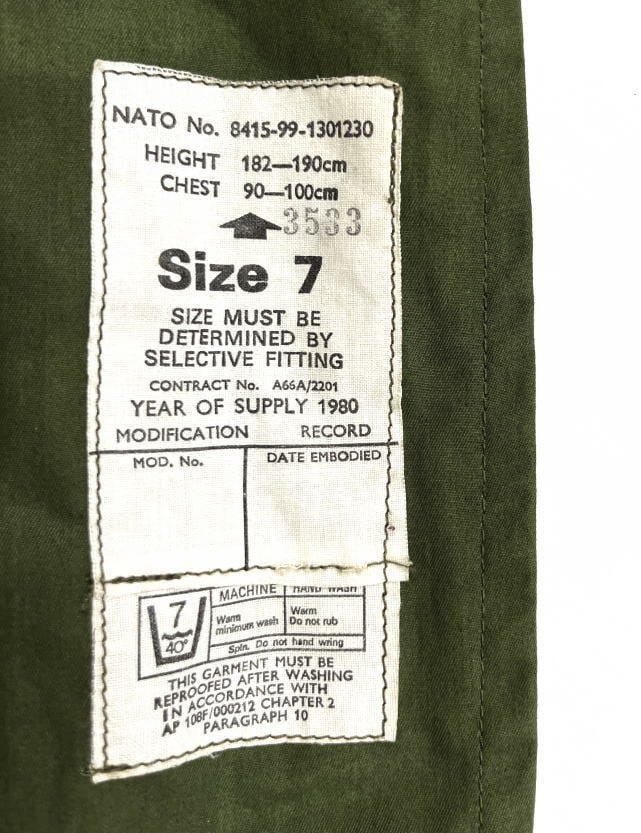 NATO No. 8415-99-1301230
HEIGHT 182—190cm
CHEST 90—100cm
3533
Size 7
SIZE MUST BE
DETERMINED BY
SELECTIVE FITTING
CONTRACT No. A66A/2201
YEAR OF SUPPLY 1980
MODIFICATION RECORD
MOD. No. DATE EMBODIED
MACHINE HAND WASH
7
40°
Warm
minimum wash
Warm
Do not rub
Spin. Do not hand wring
THIS GARMENT MUST BE
REPROOFED AFTER WASHING
IN ACCORDANCE WITH
AP 108F/000212 CHAPTER 2
PARAGRAPH 10